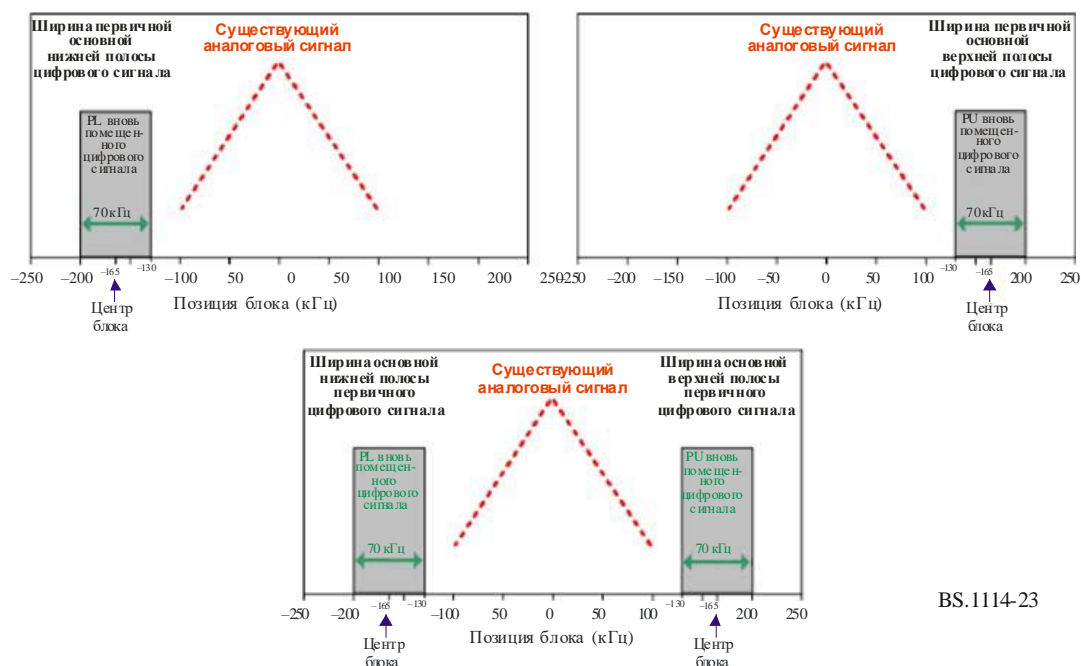 Ширина первичной
основной
нижней полосы
цифрового сигнала
Существующий
аналоговый сигнал
PL вновь
помещен-
ного
цифрового
сигнала
70 кГц
–250 –200 –165 –130 –100 50 0 50 100 150 200 250
Центр
блока
Позиция блока (кГц)
Существующий
аналоговый сигнал
Ширина первичной
основной
верхней полосы
цифрового сигнала
PU вновь
помещен-
ного
цифрового
сигнала
70 кГц
–250 –200 –150 –100 –50 0 50 100 –130 –165 200 250
Позиция блока (кГц)
Центр
блока
Ширина основной
нижней полосы
первичного
цифрового сигнала
Существующий
аналоговый сигнал
Ширина основной
верхней полосы
первичного
цифрового сигнала
PL вновь
помещен-
ного
цифрового
сигнала
70 кГц
PU вновь
помещен-
ного
цифрового
сигнала
70 кГц
–250 –200 –165 –130 –100 –50 0 50 100 –130 –165 200 250
Центр
блока
Позиция блока (кГц)
Центр
блока
BS.1114-23